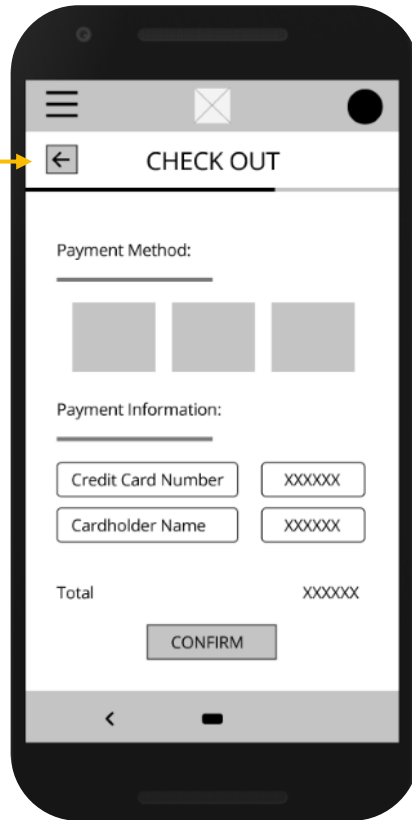 CHECK OUT
Payment Method:
Payment Information:
Credit Card Number XXXXXX
Cardholder Name XXXXXX
Total XXXXXX
CONFIRM